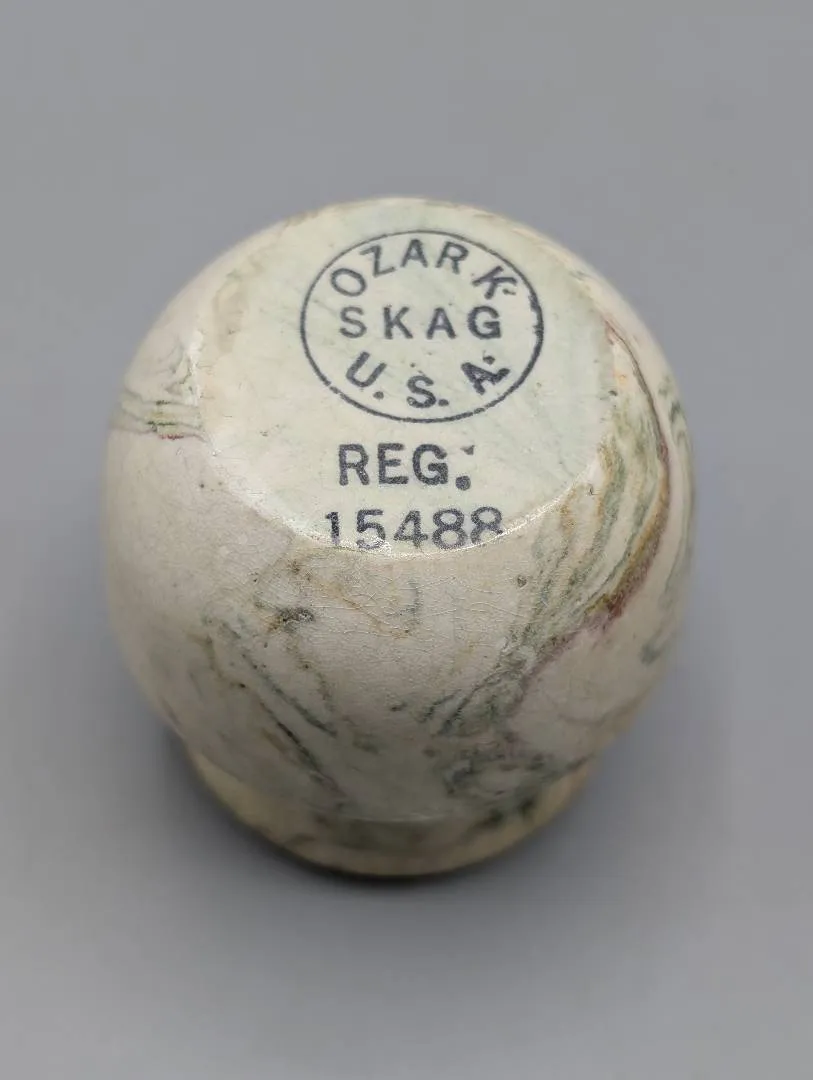 OZARK
SKAG
U.S.A.
REG.
15488